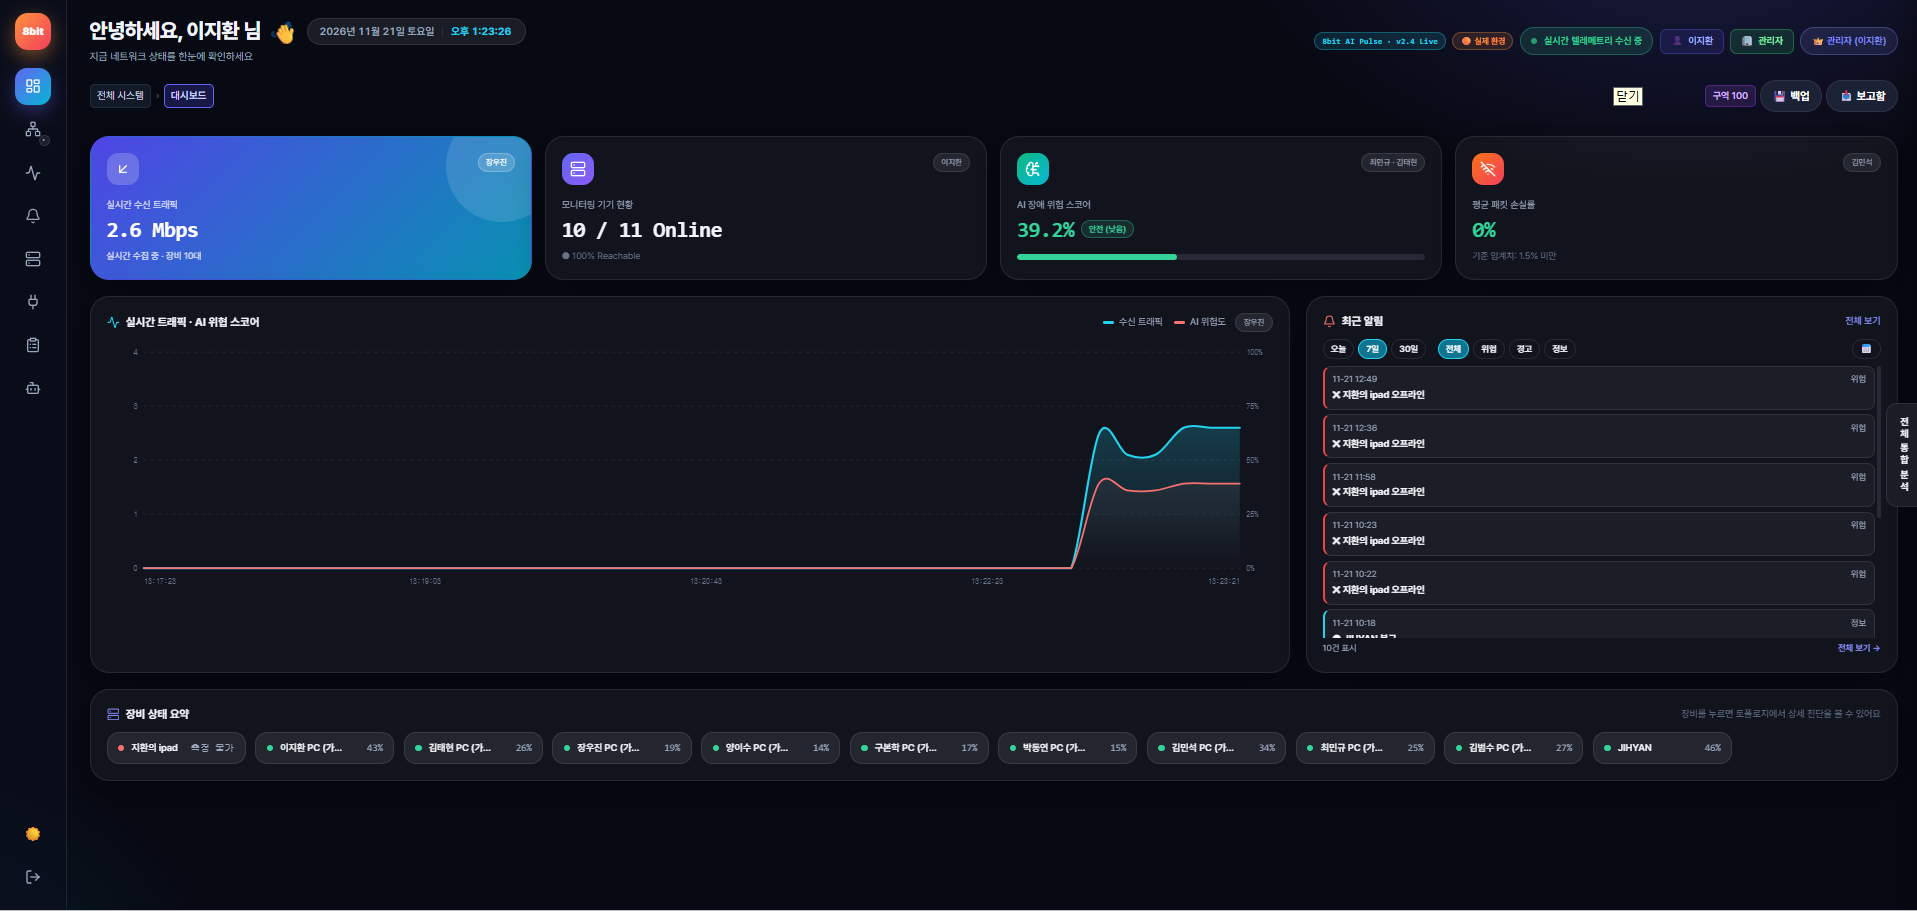 8bit
안녕하세요, 이지환 님 👋
2026년 11월 21일 토요일
오후 1:23:26
지금 네트워크 상태를 한눈에 확인하세요
8bit AI Pulse · v2.4 Live
실제 환경
실시간 텔레메트리 수신 중
이지환
관리자
관리자 (이지환)
전체 시스템 › 대시보드
닫기
구역 100
백업
보고함
장우진
실시간 수신 트래픽
2.6 Mbps
실시간 수집 중 · 장비 10대
이지환
모니터링 기기 현황
10 / 11 Online
100% Reachable
최민규 · 김태현
AI 장애 위험 스코어
39.2% 안전 (낮음)
김민석
평균 패킷 손실률
0%
기준 임계치: 1.5% 미만
실시간 트래픽 · AI 위험 스코어
수신 트래픽
AI 위험도
장우진
4
3
2
1
0
100%
75%
50%
25%
0%
13:17:23
13:19:03
13:20:43
13:22:23
13:23:21
최근 알림
전체 보기
오늘 7일 30일 전체 위험 경고 정보
11-21 12:49 위험
❌ 지환의 ipad 오프라인
11-21 12:36 위험
❌ 지환의 ipad 오프라인
11-21 11:58 위험
❌ 지환의 ipad 오프라인
11-21 10:23 위험
❌ 지환의 ipad 오프라인
11-21 10:22 위험
❌ 지환의 ipad 오프라인
11-21 10:18 정보
JIHYAN 복구
10건 표시
전체 보기 →
전체 통합 분석
장비 상태 요약
장비를 누르면 토폴로지에서 상세 진단을 볼 수 있어요
지환의 ipad 측정 불가
이지환 PC (가... 43%
김태현 PC (가... 26%
장우진 PC (가... 19%
양이수 PC (가... 14%
구본학 PC (가... 17%
박동연 PC (가... 15%
김민석 PC (가... 34%
최민규 PC (가... 25%
김범수 PC (가... 27%
JIHYAN 46%